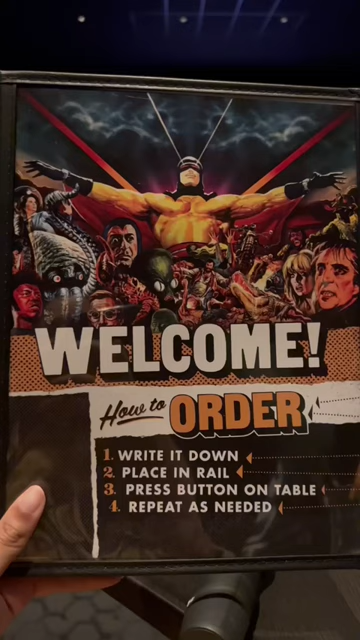 WELCOME!
How to ORDER
1. WRITE IT DOWN
2. PLACE IN RAIL
3. PRESS BUTTON ON TABLE
4. REPEAT AS NEEDED